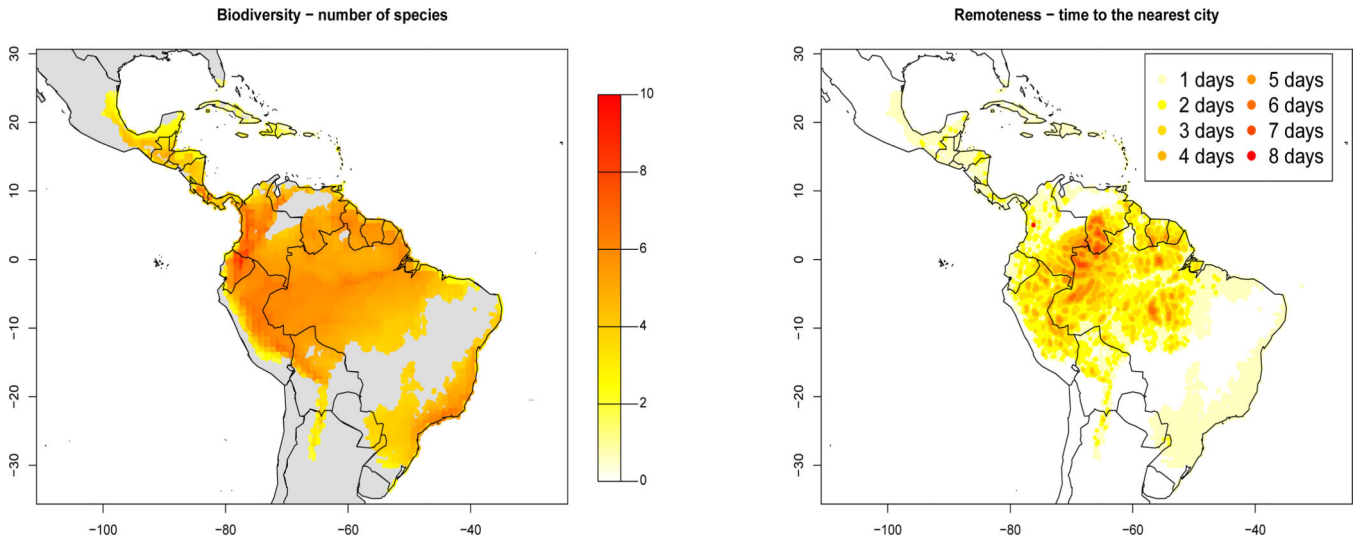 Biodiversity − number of species
30
20
10
0
−10
−20
−30
−100
−80
−60
−40
10
8
6
4
2
0
Remoteness − time to the nearest city
1 days
5 days
2 days
6 days
3 days
7 days
4 days
8 days
30
20
10
0
−10
−20
−30
−100
−80
−60
−40